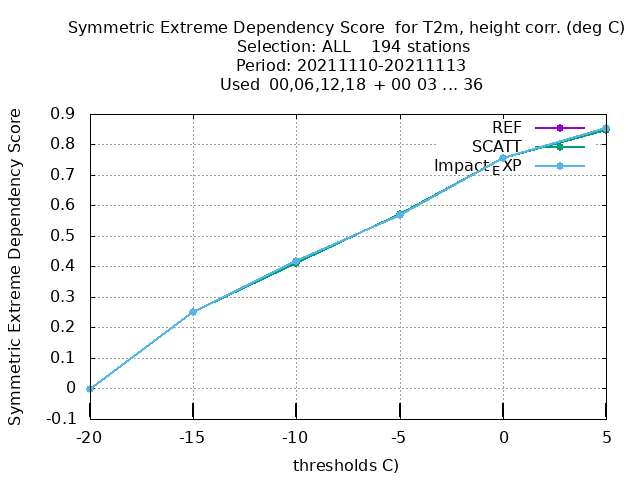 Symmetric Extreme Dependency Score  for T2m, height corr. (deg C)
Selection: ALL    194 stations
Period: 20211110-20211113
Used  00,06,12,18  + 00 03 ... 36
Symmetric Extreme Dependency Score
0.9
0.8
0.7
0.6
0.5
0.4
0.3
0.2
0.1
0
-0.1
REF
SCATT
Impact_EXP
-20 -15 -10 -5 0 5
thresholds C)